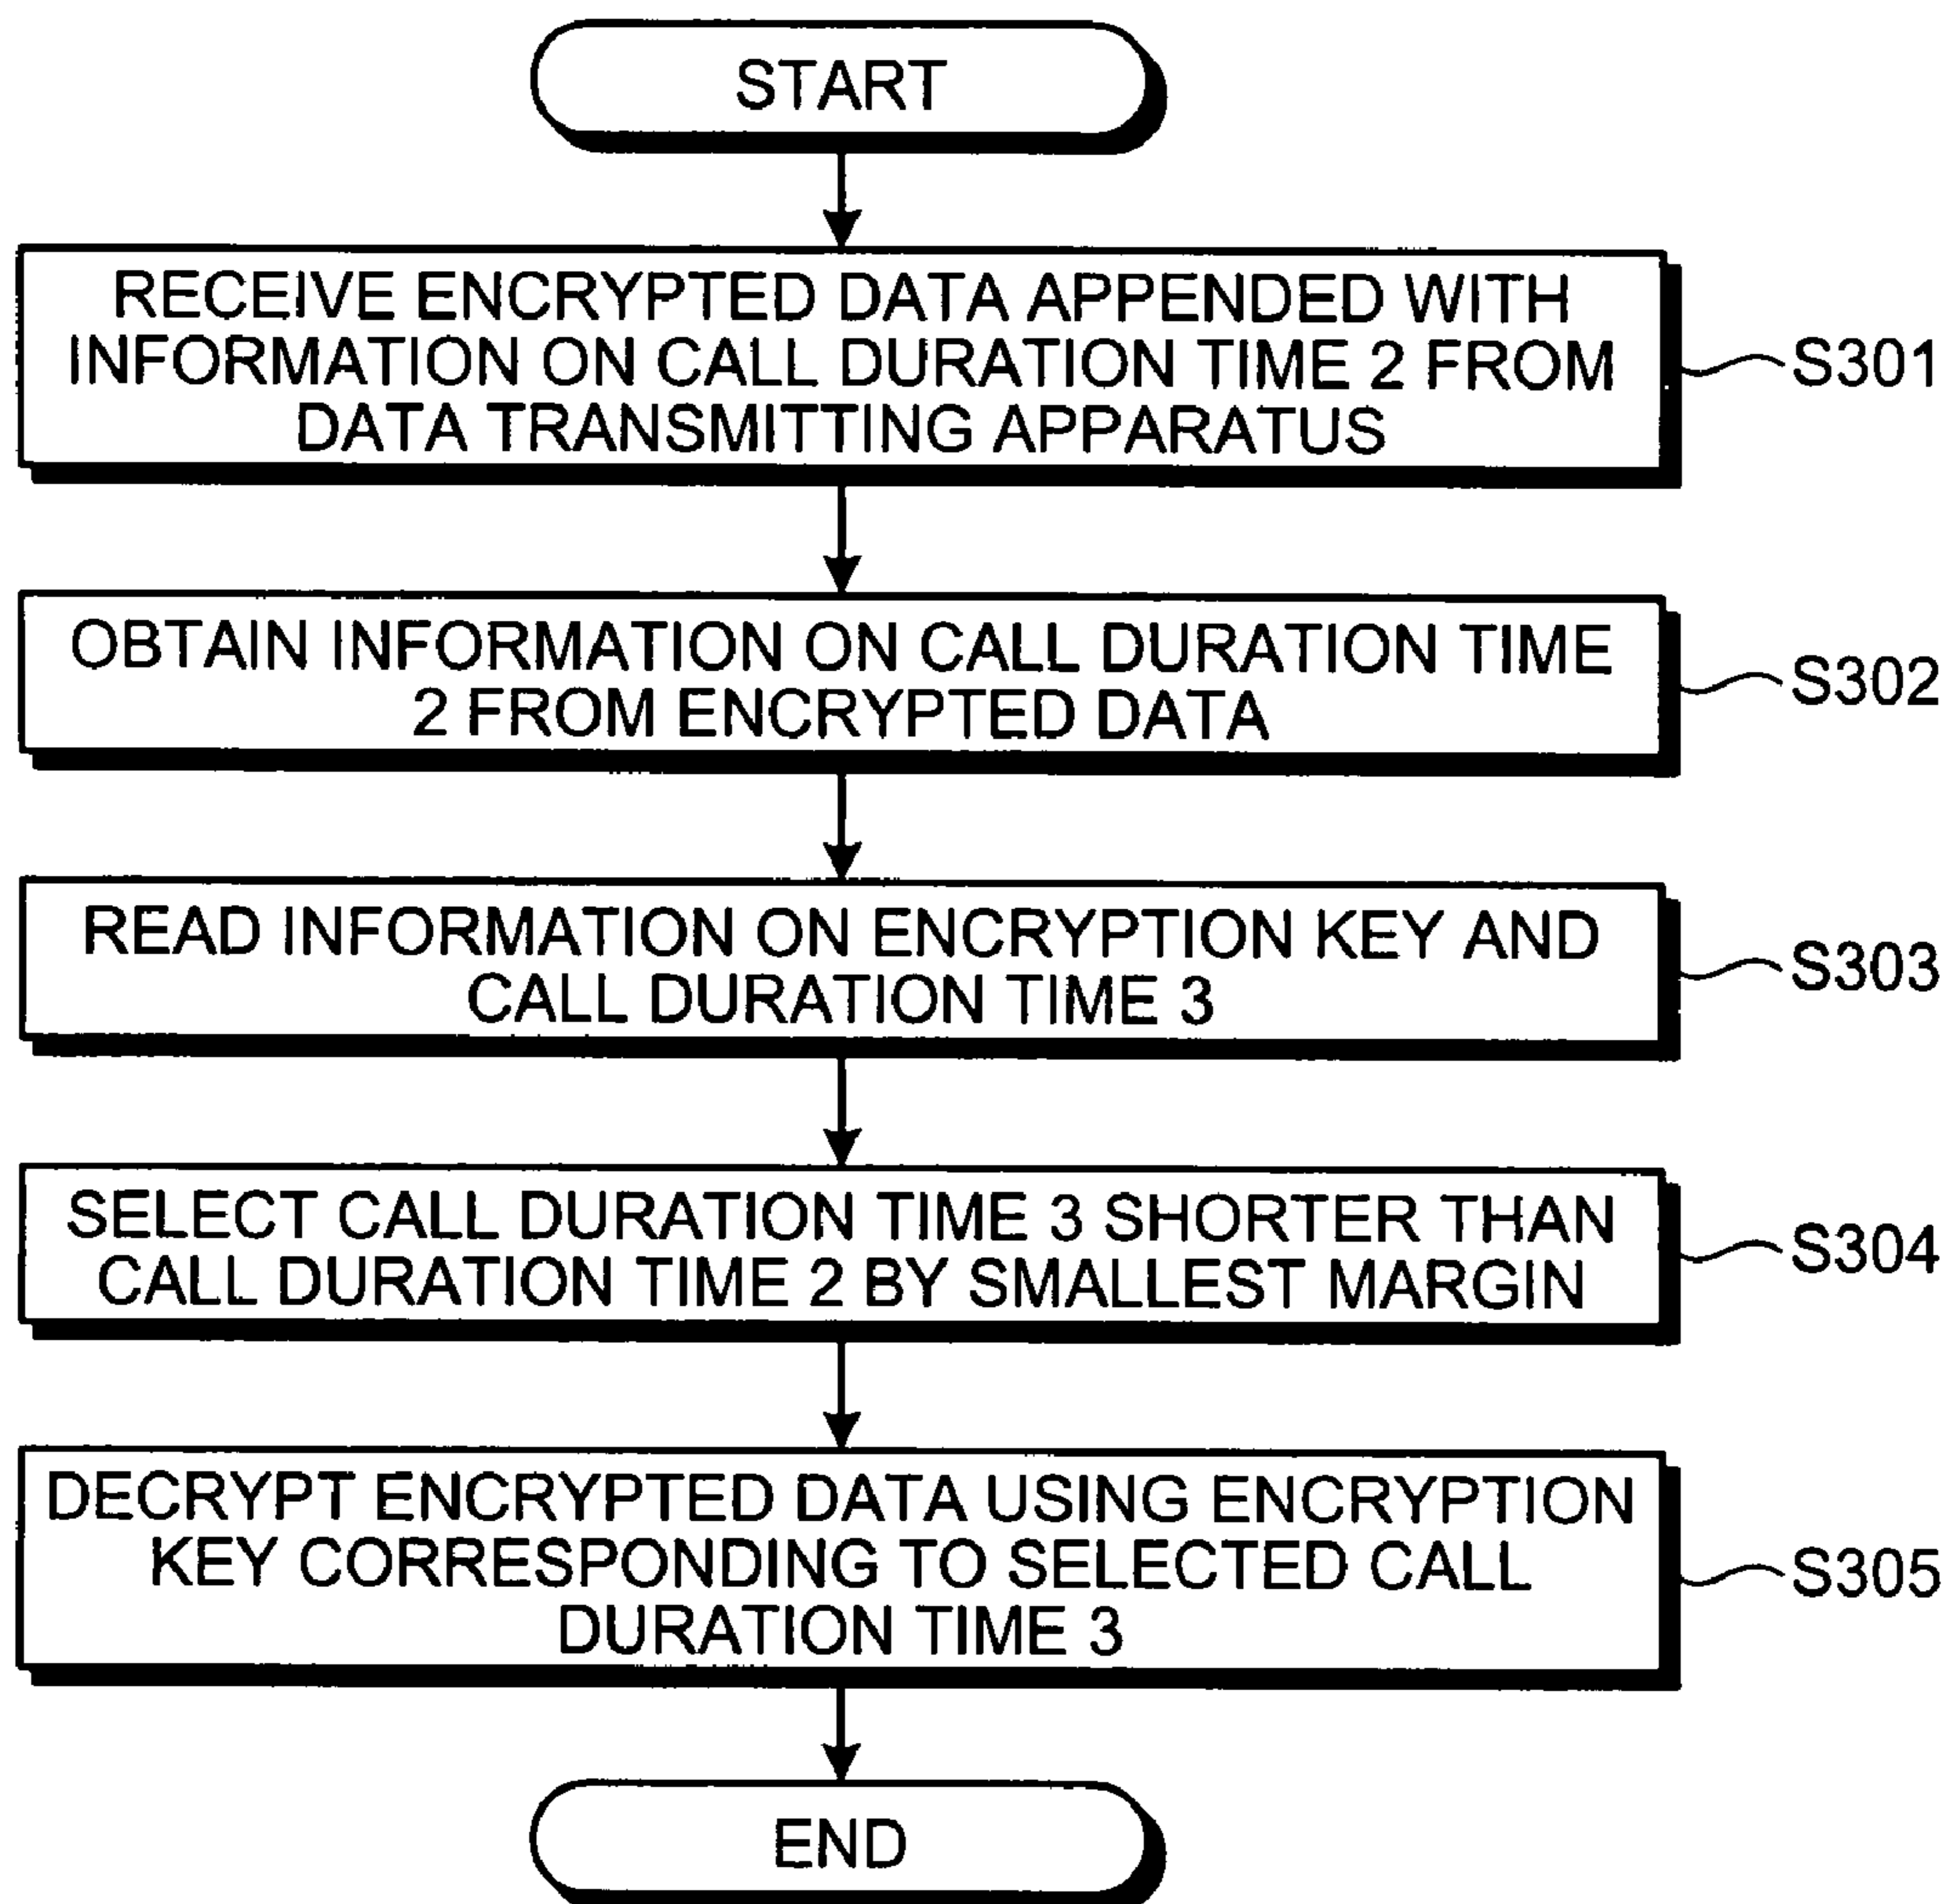 START
RECEIVE ENCRYPTED DATA APPENDED WITH
INFORMATION ON CALL DURATION TIME 2 FROM
DATA TRANSMITTING APPARATUS
S301
OBTAIN INFORMATION ON CALL DURATION TIME
2 FROM ENCRYPTED DATA
S302
READ INFORMATION ON ENCRYPTION KEY AND
CALL DURATION TIME 3
S303
SELECT CALL DURATION TIME 3 SHORTER THAN
CALL DURATION TIME 2 BY SMALLEST MARGIN
S304
DECRYPT ENCRYPTED DATA USING ENCRYPTION
KEY CORRESPONDING TO SELECTED CALL
DURATION TIME 3
S305
END